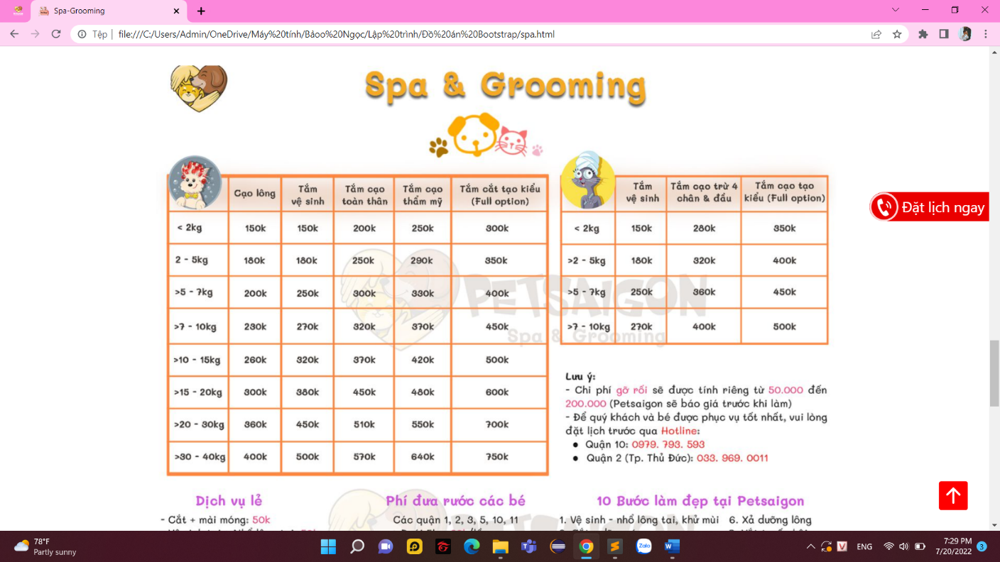 Spa-Grooming
Tệp | file:///C:/Users/Admin/OneDrive/Máy%20tính/Bảoo%20Ngọc/Lập%20trình/Đồ%20án%20Bootstrap/spa.html
Spa & Grooming
Cạo lông Tắm vệ sinh Tắm cạo toàn thân Tắm cạo thẩm mỹ Tắm cắt tạo kiểu (Full option)
< 2kg 150k 150k 200k 250k 300k
2 - 5kg 180k 180k 250k 290k 350k
>5 - 7kg 200k 250k 300k 330k 400k
>7 - 10kg 230k 270k 320k 370k 450k
>10 - 15kg 260k 320k 370k 420k 500k
>15 - 20kg 300k 380k 450k 480k 600k
>20 - 30kg 360k 450k 510k 550k 700k
>30 - 40kg 400k 500k 570k 640k 750k
Tắm vệ sinh Tắm cạo trừ 4 chân & đầu Tắm cạo tạo kiểu (Full option)
< 2kg 150k 280k 350k
>2 - 5kg 180k 320k 400k
>5 - 7kg 250k 360k 450k
>7 - 10kg 270k 400k 500k
PETSAIGON
Spa & Grooming
Đặt lịch ngay
Lưu ý:
- Chi phí gỡ rối sẽ được tính riêng từ 50.000 đến
200.000 (Petsaigon sẽ báo giá trước khi làm)
- Để quý khách và bé được phục vụ tốt nhất, vui lòng
đặt lịch trước qua Hotline:
● Quận 10: 0979. 793. 593
● Quận 2 (Tp. Thủ Đức): 033. 969. 0011
Dịch vụ lẻ
- Cắt + mài móng: 50k
Phí đưa rước các bé
Các quận 1, 2, 3, 5, 10, 11
10 Bước làm đẹp tại Petsaigon
1. Vệ sinh - nhổ lông tai, khử mùi 6. Xả dưỡng lông
PETSAIGON
78°F
Partly sunny
Zalo
ENG
7:29 PM
7/20/2022
3